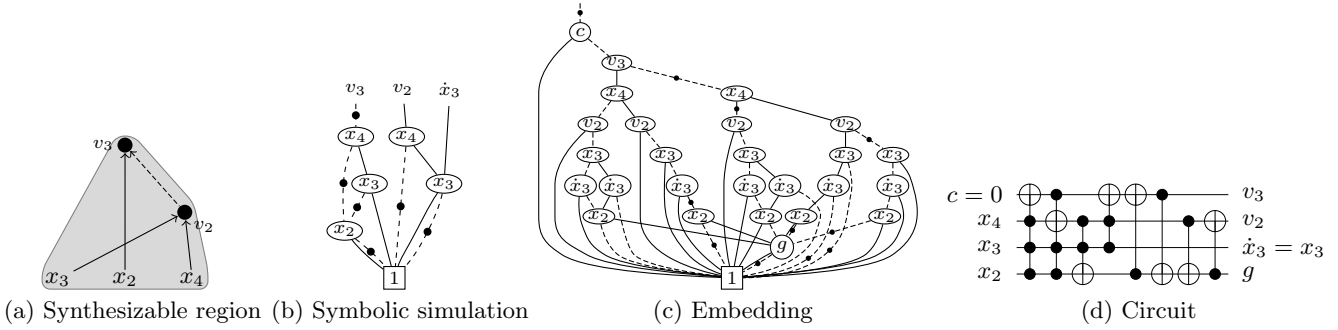 v₃
v₂
x₃ x₂ x₄
(a) Synthesizable region
v₃ v₂ ẋ₃
x₄ x₄
x₃ x₃
x₂
1
(b) Symbolic simulation
c
v₃
x₄ x₄
v₂ v₂ v₂ v₂
x₃ x₃ x₃ x₃ x₃
ẋ₃ ẋ₃ ẋ₃ ẋ₃ ẋ₃ ẋ₃ ẋ₃
x₂ x₂ x₂ x₂ x₂
g
1
(c) Embedding
c = 0 v₃
x₄ v₂
x₃ ẋ₃ = x₃
x₂ g
(d) Circuit